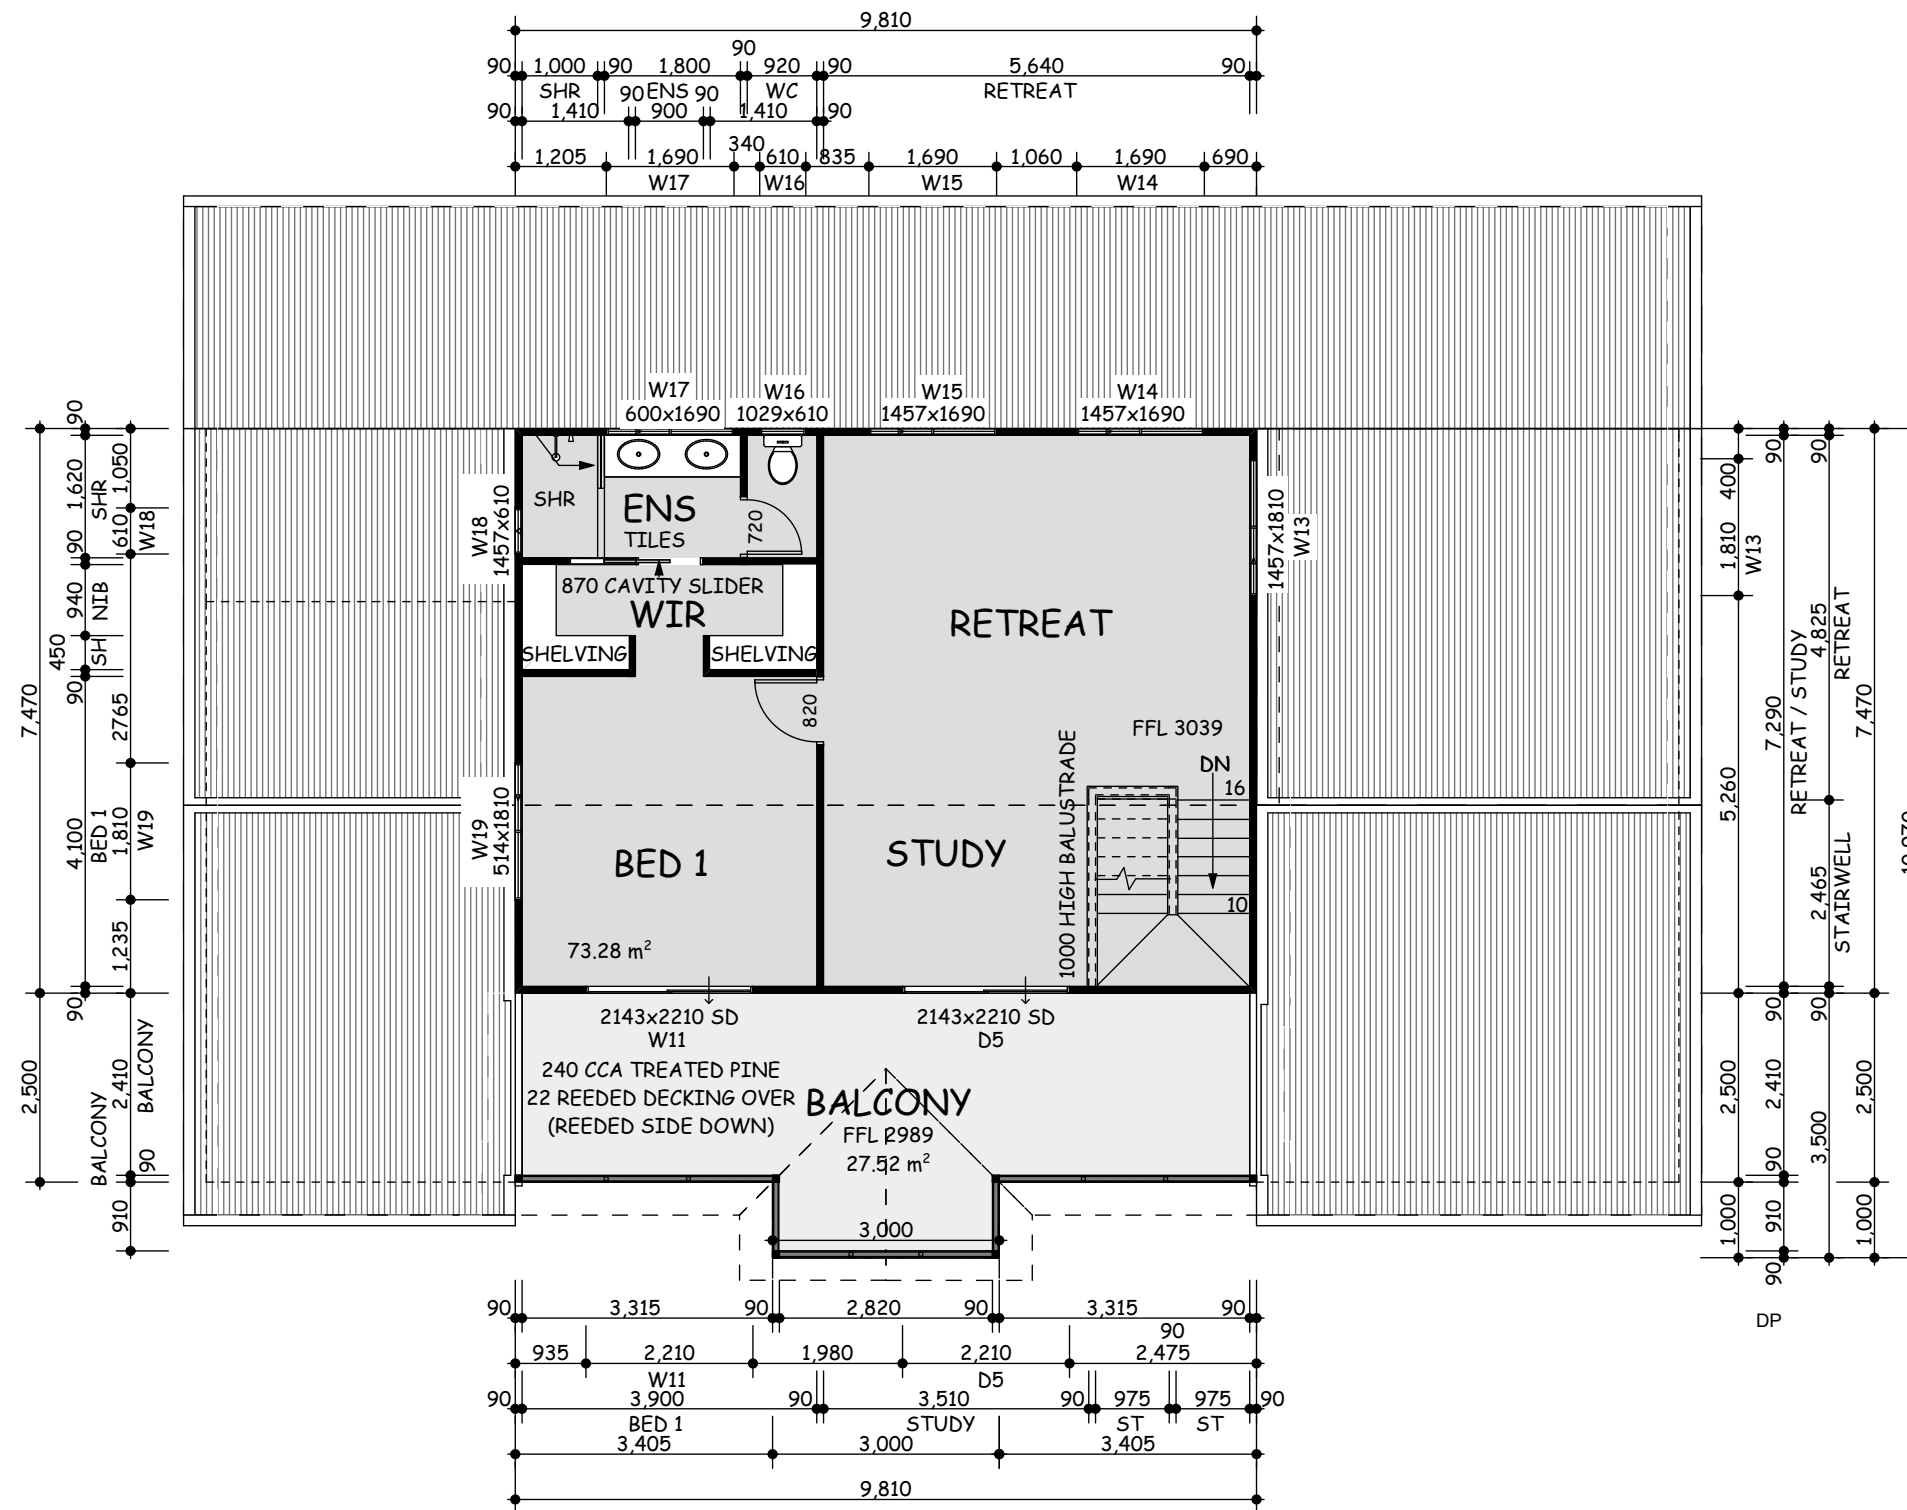 9,810
90
90 1,000 90 1,800 920 90 5,640 90
SHR ENS WC RETREAT
90 90
90 1,410 900 1,410 90
340
1,205 1,690 610 835 1,690 1,060 1,690 690
W17 W16 W15 W14
W17 W16 W15 W14
600x1690 1029x610 1457x1690 1457x1690
90
1,620
SHR
90
940
NIB
450
SH
90
4,100
BED 1
90
1,050
610
W18
2765
1,810
W19
1,235
7,470
2,500
BALCONY
2,410
BALCONY
90
910
W18
1457x610
W19
514x1810
SHR
ENS
TILES
720
870 CAVITY SLIDER
WIR
SHELVING SHELVING
820
RETREAT
FFL 3039
DN
16
10
1000 HIGH BALUSTRADE
BED 1
STUDY
73.28 m²
1457x1810
W13
2143x2210 SD
W11
2143x2210 SD
D5
240 CCA TREATED PINE
22 REEDED DECKING OVER
(REEDED SIDE DOWN)
BALCONY
FFL 2989
27.52 m²
3,000
400
1,810
W13
5,260
2,500
1,000
90
7,290
RETREAT / STUDY
90
2,410
90
910
90
90
4,825
RETREAT
2,465
STAIRWELL
90
3,500
7,470
2,500
1,000
DP
90 3,315 90 2,820 90 3,315 90
90
935 2,210 1,980 2,210 2,475
W11 D5
90 3,900 90 3,510 90 975 975 90
BED 1 STUDY ST ST
3,405 3,000 3,405
9,810